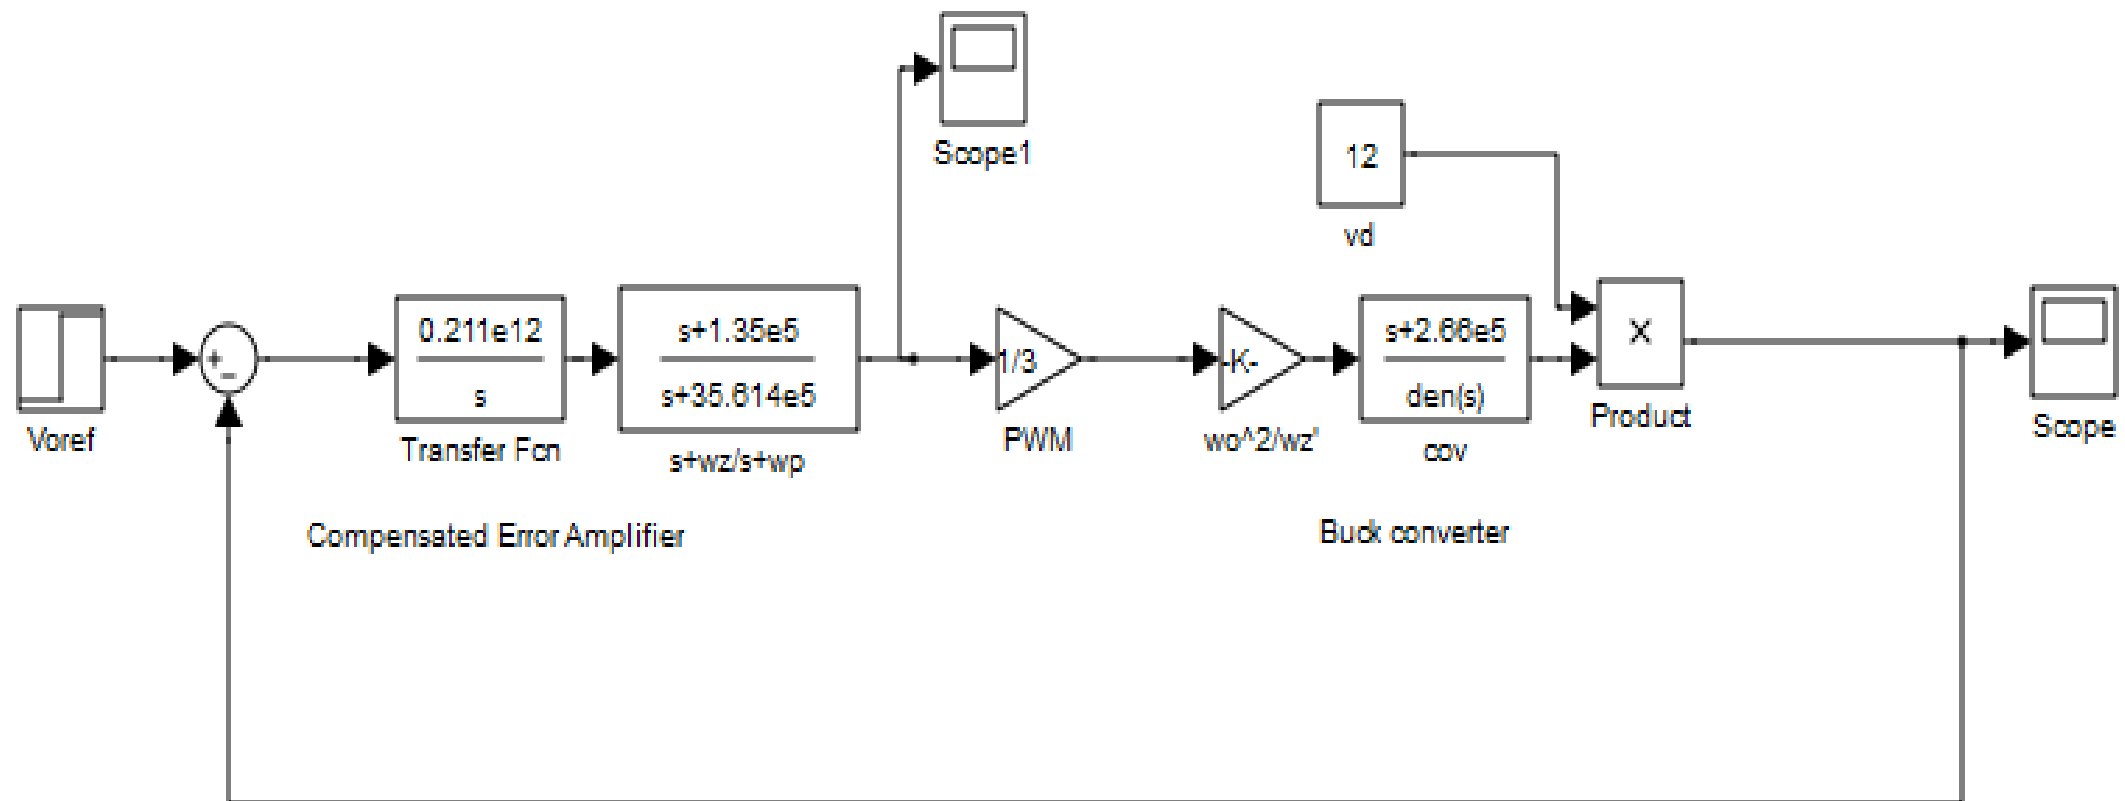 Scope1
12
vd
Voref
+
−
0.211e12
s
Transfer Fcn
s+1.35e5
s+35.614e5
s+wz/s+wp
1/3
PWM
-K-
wo^2/wz'
s+2.66e5
den(s)
cov
X
Product
Scope
Compensated Error Amplifier
Buck converter